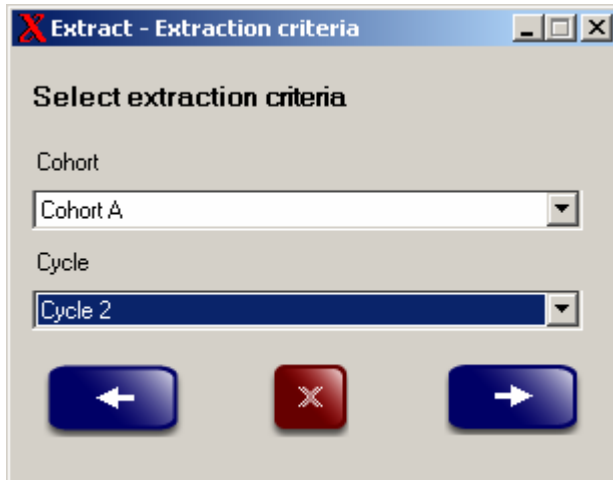 Extract - Extraction criteria
Select extraction criteria
Cohort
Cohort A
Cycle
Cycle 2